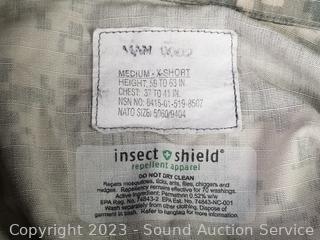 MEDIUM - X-SHORT
HEIGHT: 59 TO 63 IN.
CHEST: 37 TO 41 IN.
NSN NO: 8415-01-519-8507
NATO SIZE: 5060/9404
insect shield®
repellent apparel
DO NOT DRY CLEAN
Repels mosquitoes, ticks, ants, flies, chiggers and
midges. Repellency remains effective for 70 washings.
Active Ingredient: Permethrin 0.52% w/w
EPA Reg. No. 74843-2 EPA Est. No. 74843-NC-001
Wash separately from other clothing. Dispose of
garment in trash. Refer to hangtag for more information.
Copyright 2023 - Sound Auction Service